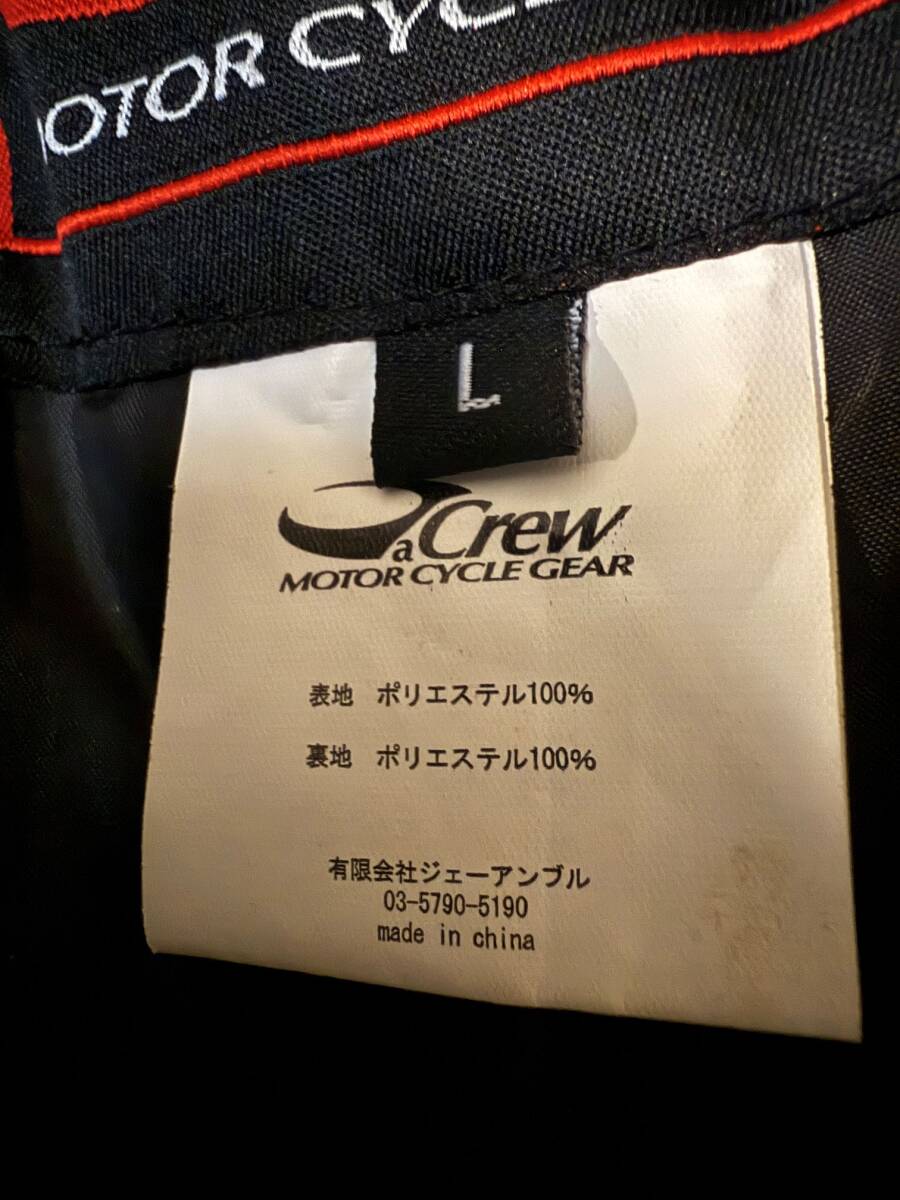 MOTOR CYCL
L
aCrew
MOTOR CYCLE GEAR
表地 ポリエステル100%
裏地 ポリエステル100%
有限会社ジェーアンブル
03-5790-5190
made in china